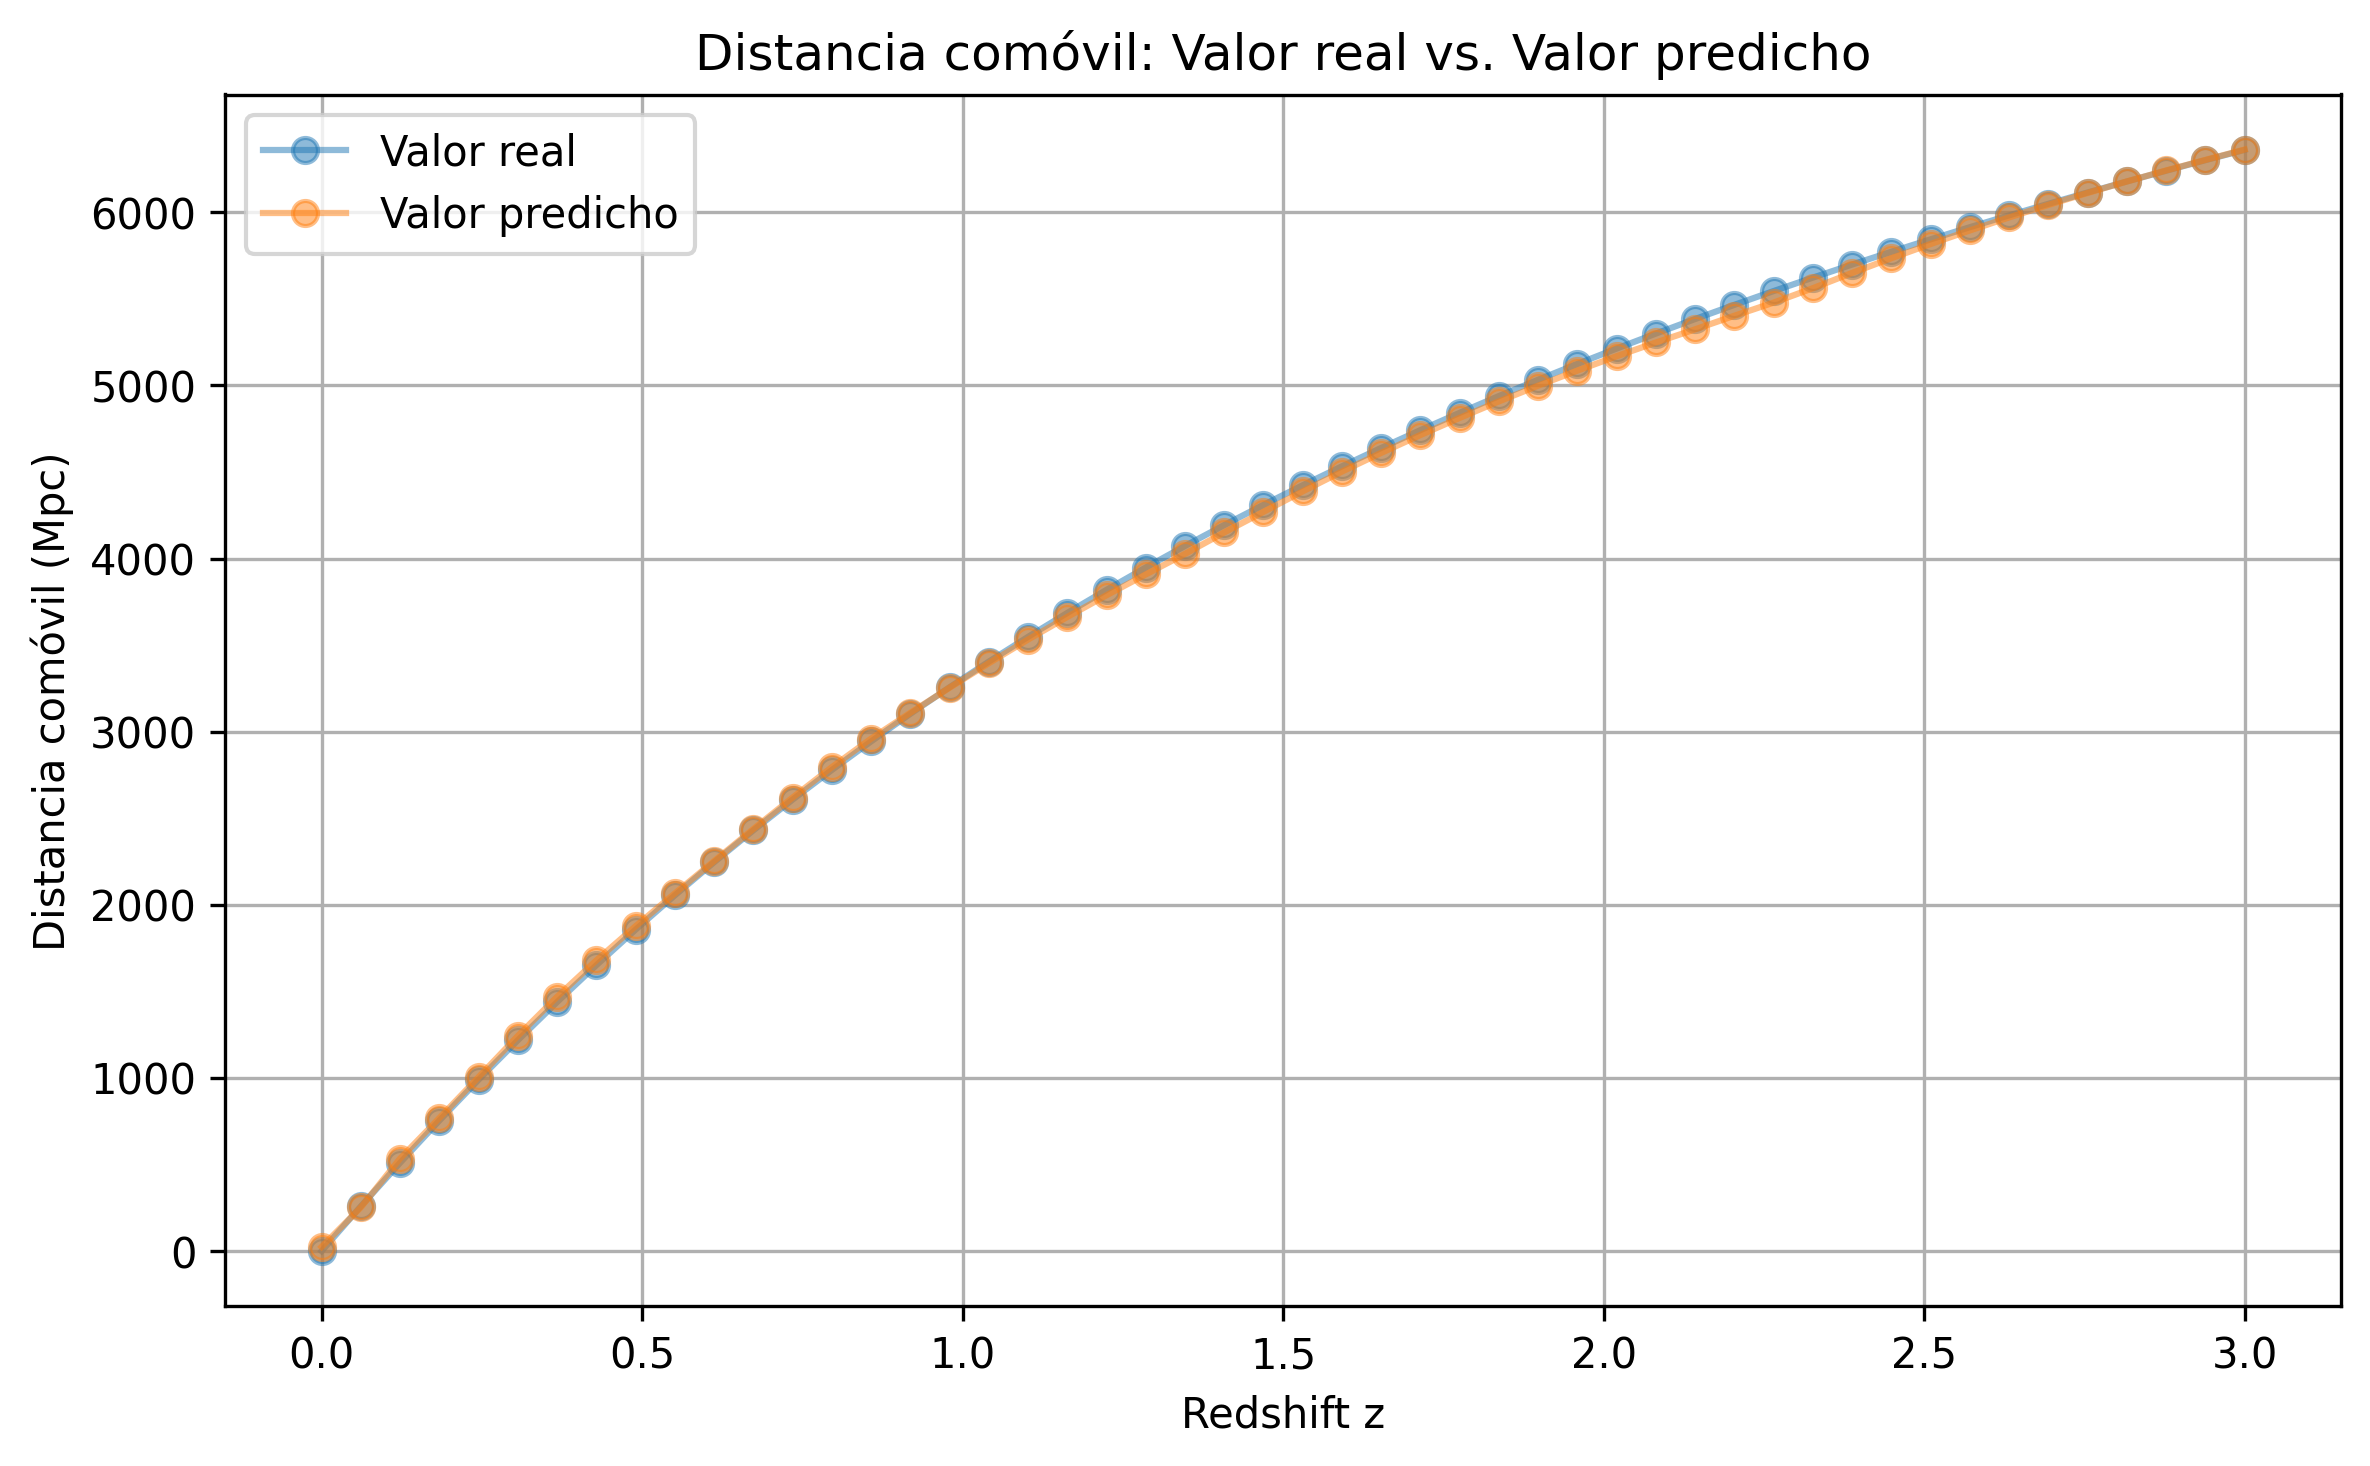 Distancia comóvil: Valor real vs. Valor predicho
Valor real
Valor predicho
6000
5000
4000
3000
2000
1000
0
Distancia comóvil (Mpc)
0.0 0.5 1.0 1.5 2.0 2.5 3.0
Redshift z